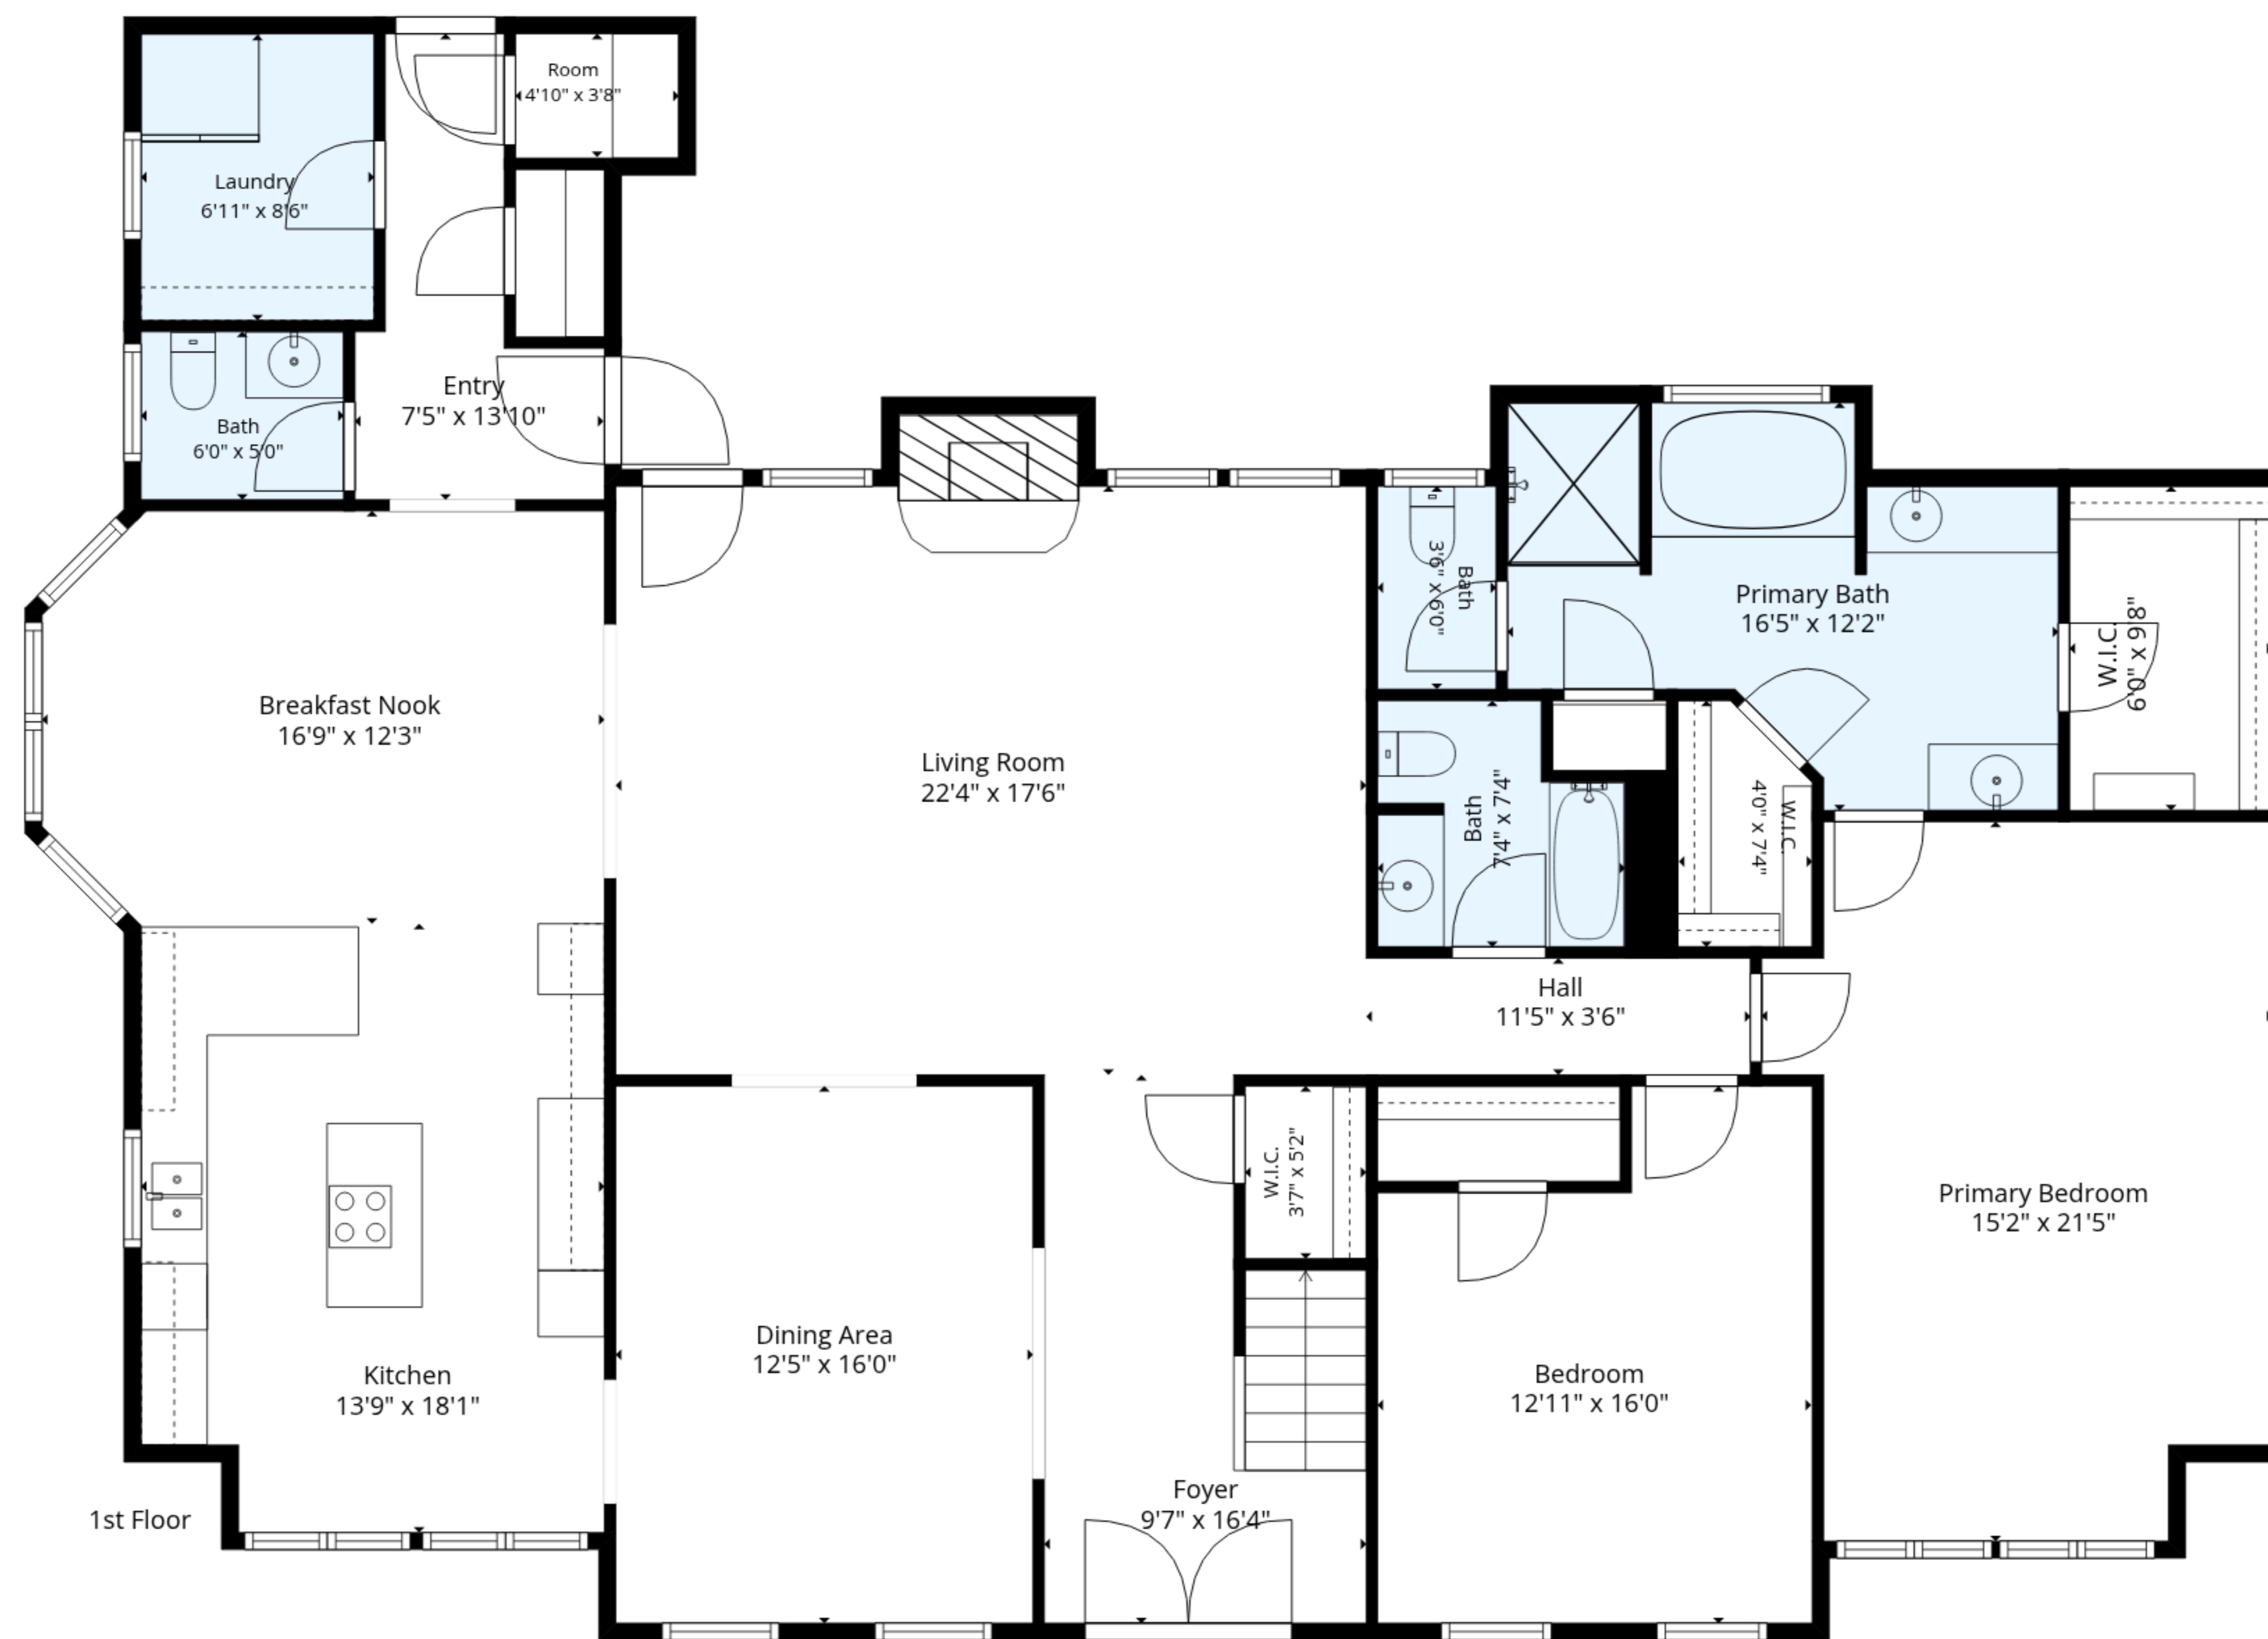 Room
4'10" x 3'8"
Laundry
6'11" x 8'6"
Entry
7'5" x 13'10"
Bath
6'0" x 5'0"
Bath
3'6" x 6'0"
Primary Bath
16'5" x 12'2"
W.I.C.
6'0" x 9'8"
Breakfast Nook
16'9" x 12'3"
Living Room
22'4" x 17'6"
Bath
7'4" x 7'4"
W.I.C.
4'0" x 7'4"
Hall
11'5" x 3'6"
W.I.C.
3'7" x 5'2"
Primary Bedroom
15'2" x 21'5"
Dining Area
12'5" x 16'0"
Kitchen
13'9" x 18'1"
Bedroom
12'11" x 16'0"
Foyer
9'7" x 16'4"
1st Floor